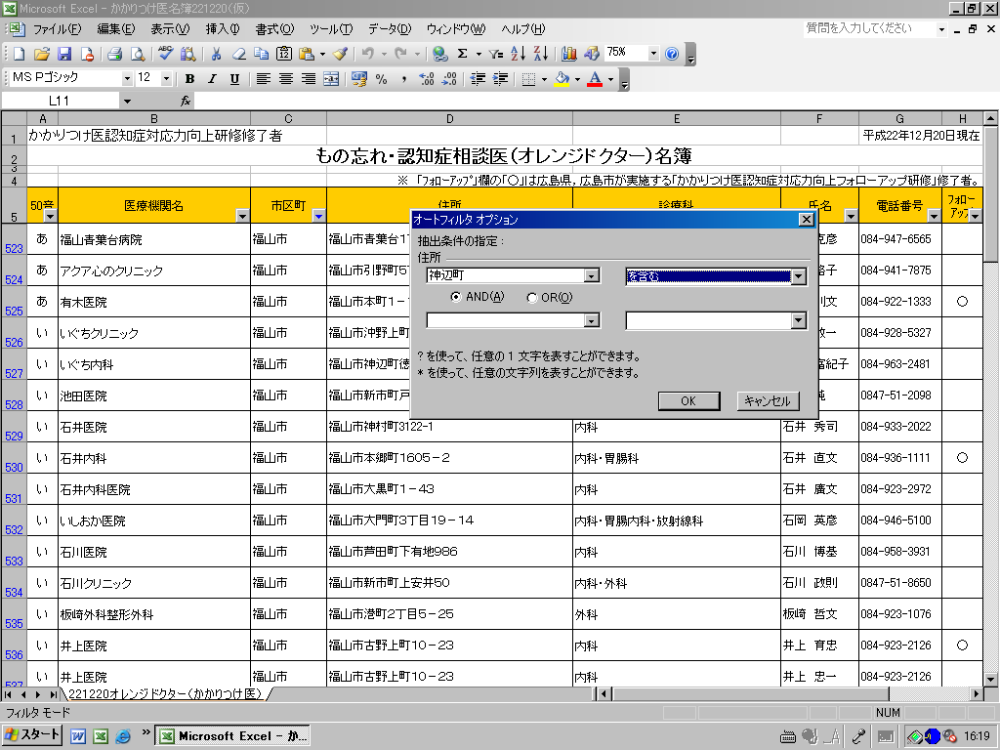 Microsoft Excel - かかりつけ医名簿221220(仮)
ファイル(F) 編集(E) 表示(V) 挿入(I) 書式(O) ツール(T) データ(D) ウィンドウ(W) ヘルプ(H) 質問を入力してください
75%
MS Pゴシック 12 B I U
L11 fx
A B C D E F G H
1 かかりつけ医認知症対応力向上研修修了者 平成22年12月20日現在
2 もの忘れ・認知症相談医(オレンジドクター)名簿
3
4 ※ 「フォローアップ」欄の「○」は広島県，広島市が実施する「かかりつけ医認知症対応力向上フォローアップ研修」修了者。
5 50音 医療機関名 市区町 住所 診療科 氏名 電話番号 フォローアップ
オートフィルタ オプション
抽出条件の指定:
住所
神辺町 を含む
AND(A) OR(O)
? を使って、任意の 1 文字を表すことができます。
* を使って、任意の文字列を表すことができます。
OK キャンセル
523 あ 福山青葉台病院 福山市 福山市青葉台1 克彦 084-947-6565
524 あ アクア心のクリニック 福山市 福山市引野町5 子 084-941-7875
525 あ 有木医院 福山市 福山市本町1- 文 084-922-1333 ○
526 い いぐちクリニック 福山市 福山市沖野上町 一 084-928-5327
527 い いぐち内科 福山市 福山市神辺町徳 富紀子 084-963-2481
528 い 池田医院 福山市 福山市新市町戸 純 0847-51-2098
529 い 石井医院 福山市 福山市神村町3122-1 内科 石井 秀司 084-933-2022
530 い 石井内科 福山市 福山市本郷町1605-2 内科・胃腸科 石井 直文 084-936-1111 ○
531 い 石井内科医院 福山市 福山市大黒町1-43 内科 石井 廣文 084-923-2972
532 い いしおか医院 福山市 福山市大門町3丁目19-14 内科・胃腸内科・放射線科 石岡 英彦 084-946-5100
533 い 石川医院 福山市 福山市芦田町下有地986 内科 石川 博基 084-958-3931
534 い 石川クリニック 福山市 福山市新市町上安井50 内科・外科 石川 政則 0847-51-8650
535 い 板崎外科整形外科 福山市 福山市港町2丁目5-25 外科 板崎 哲文 084-923-1076
536 い 井上医院 福山市 福山市古野上町10-23 内科 井上 育忠 084-923-2126 ○
537 い 井上医院 福山市 福山市古野上町10-23 内科 井上 忠一 084-923-2126
221220オレンジドクター(かかりつけ医)
フィルタ モード NUM
スタート Microsoft Excel - か... 16:19